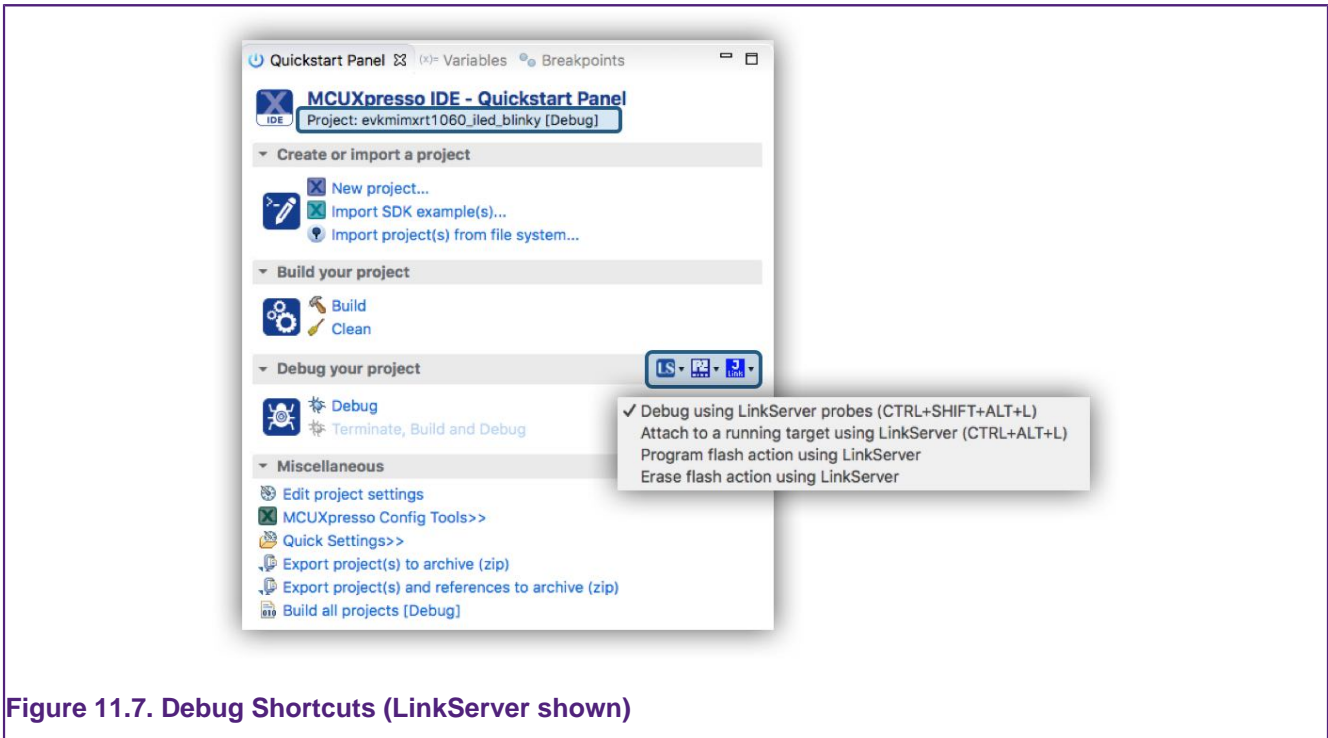 Quickstart Panel (x)= Variables Breakpoints
MCUXpresso IDE - Quickstart Panel
IDE Project: evkmimxrt1060_iled_blinky [Debug]
Create or import a project
New project...
Import SDK example(s)...
Import project(s) from file system...
Build your project
Build
Clean
Debug your project LS Link
Debug
Terminate, Build and Debug
✓ Debug using LinkServer probes (CTRL+SHIFT+ALT+L)
Attach to a running target using LinkServer (CTRL+ALT+L)
Program flash action using LinkServer
Erase flash action using LinkServer
Miscellaneous
Edit project settings
MCUXpresso Config Tools>>
Quick Settings>>
Export project(s) to archive (zip)
Export project(s) and references to archive (zip)
010 Build all projects [Debug]
Figure 11.7. Debug Shortcuts (LinkServer shown)